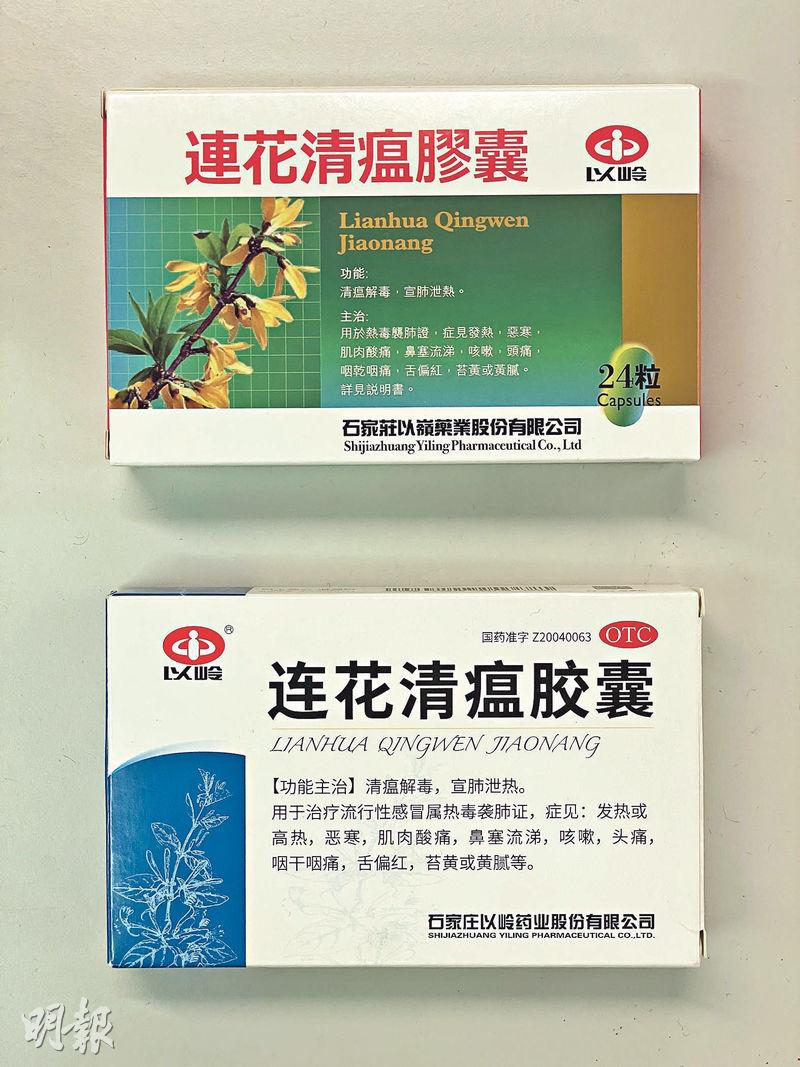 連花清瘟膠囊
以岭
Lianhua Qingwen
Jiaonang
功能:
清瘟解毒，宣肺泄熱。
主治:
用於熱毒襲肺證，症見發熱，惡寒，
肌肉酸痛，鼻塞流涕，咳嗽，頭痛，
咽乾咽痛，舌偏紅，苔黃或黃膩。
詳見說明書。
24粒
Capsules
石家莊以嶺藥業股份有限公司
Shijiazhuang Yiling Pharmaceutical Co., Ltd
以岭
®
国药准字 Z20040063
OTC
连花清瘟胶囊
LIANHUA QINGWEN JIAONANG
【功能主治】清瘟解毒，宣肺泄热。
用于治疗流行性感冒属热毒袭肺证，症见：发热或
高热，恶寒，肌肉酸痛，鼻塞流涕，咳嗽，头痛，
咽干咽痛，舌偏红，苔黄或黄腻等。
石家庄以岭药业股份有限公司
SHIJIAZHUANG YILING PHARMACEUTICAL CO.,LTD.
明報